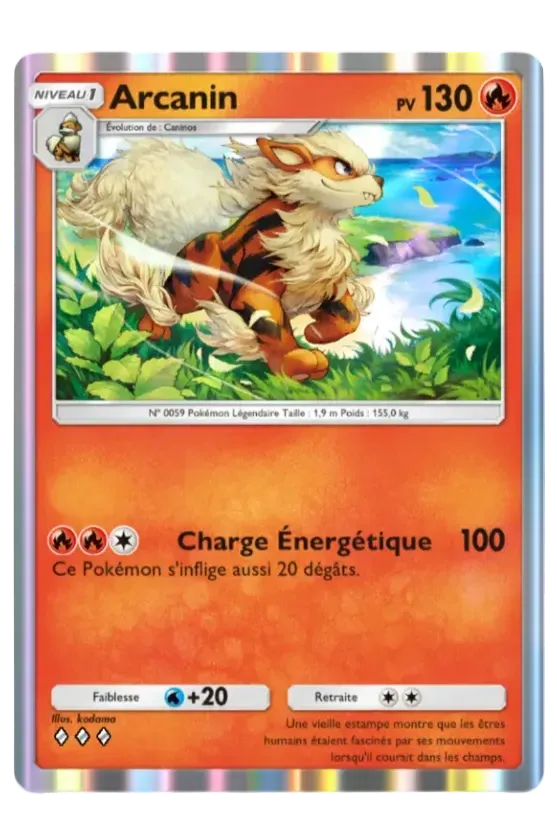 NIVEAU 1 Arcanin PV 130
Évolution de : Caninos
N° 0059 Pokémon Légendaire Taille : 1,9 m Poids : 155,0 kg
Charge Énergétique 100
Ce Pokémon s'inflige aussi 20 dégâts.
Faiblesse +20 Retraite
Illus. kodama
Une vieille estampe montre que les êtres
humains étaient fascinés par ses mouvements
lorsqu'il courait dans les champs.